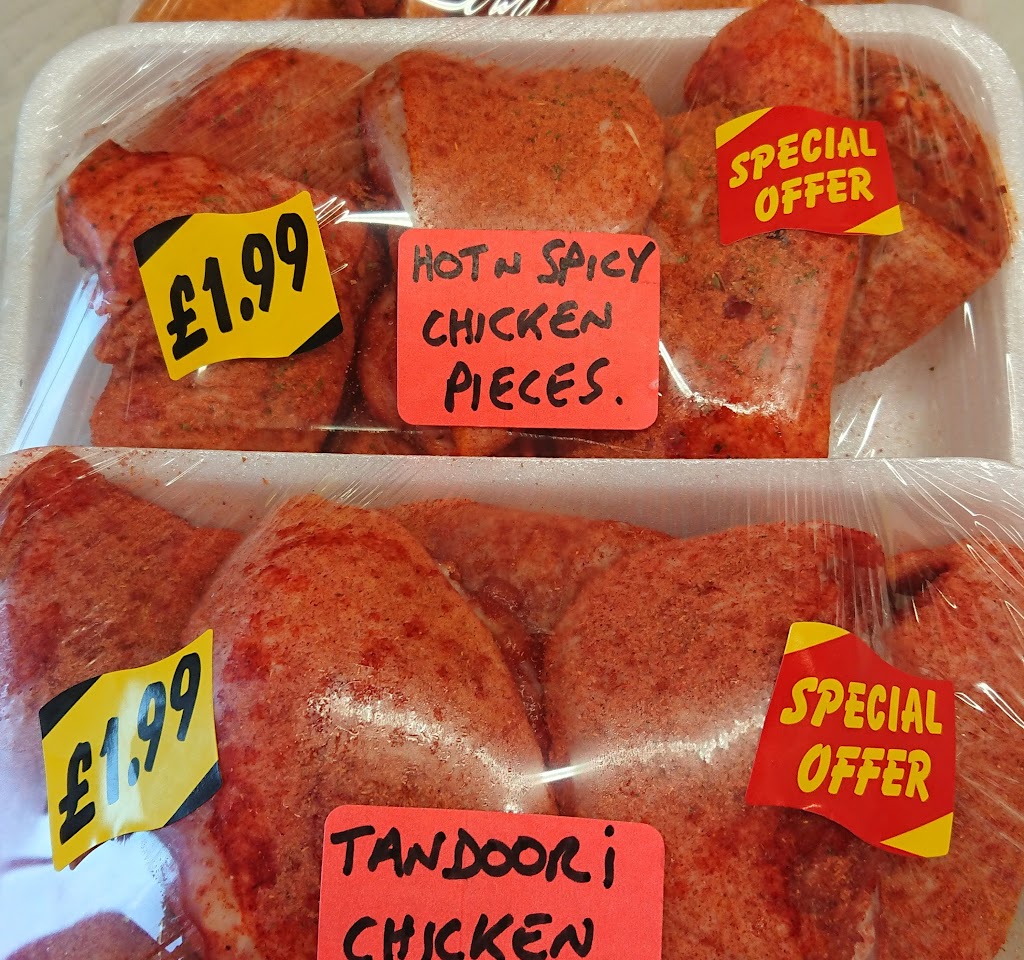 £1.99
HOT N SPICY
CHICKEN
PIECES.
SPECIAL
OFFER
£1.99
TANDOORi
CHICKEN
SPECIAL
OFFER